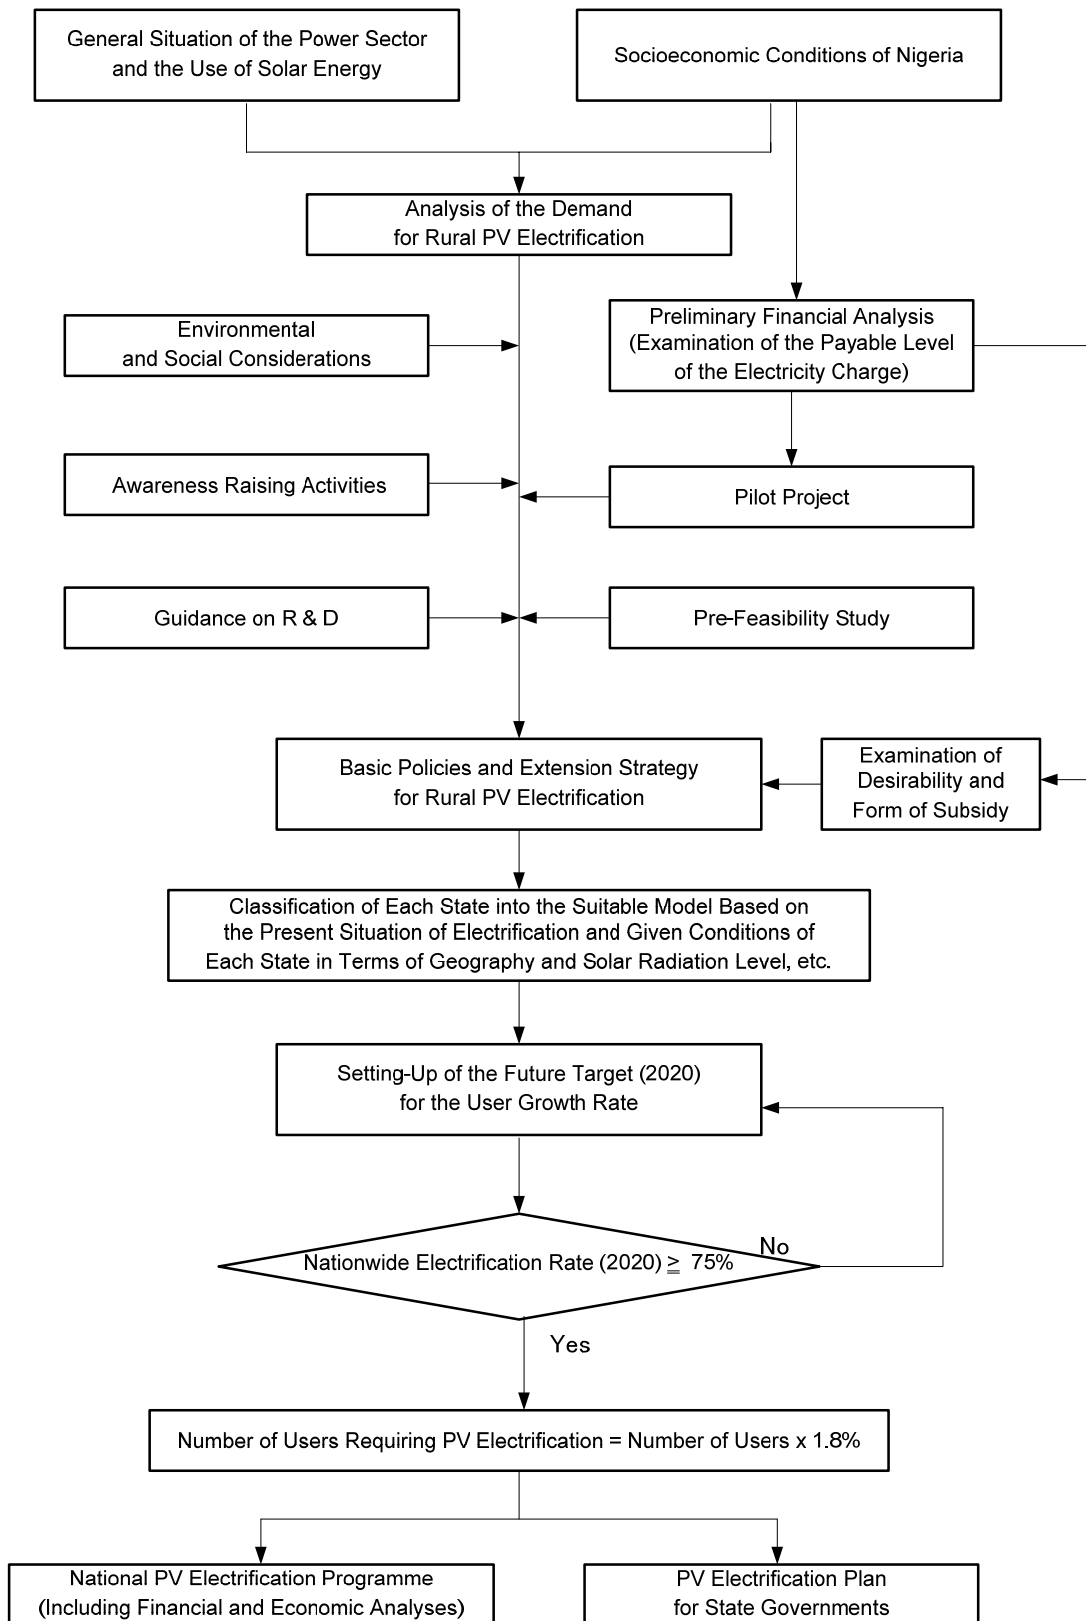 General Situation of the Power Sector
and the Use of Solar Energy
Socioeconomic Conditions of Nigeria
Analysis of the Demand
for Rural PV Electrification
Environmental
and Social Considerations
Preliminary Financial Analysis
(Examination of the Payable Level
of the Electricity Charge)
Awareness Raising Activities
Pilot Project
Guidance on R & D
Pre-Feasibility Study
Basic Policies and Extension Strategy
for Rural PV Electrification
Examination of
Desirability and
Form of Subsidy
Classification of Each State into the Suitable Model Based on
the Present Situation of Electrification and Given Conditions of
Each State in Terms of Geography and Solar Radiation Level, etc.
Setting-Up of the Future Target (2020)
for the User Growth Rate
Nationwide Electrification Rate (2020) ≧ 75%
No
Yes
Number of Users Requiring PV Electrification = Number of Users x 1.8%
National PV Electrification Programme
(Including Financial and Economic Analyses)
PV Electrification Plan
for State Governments